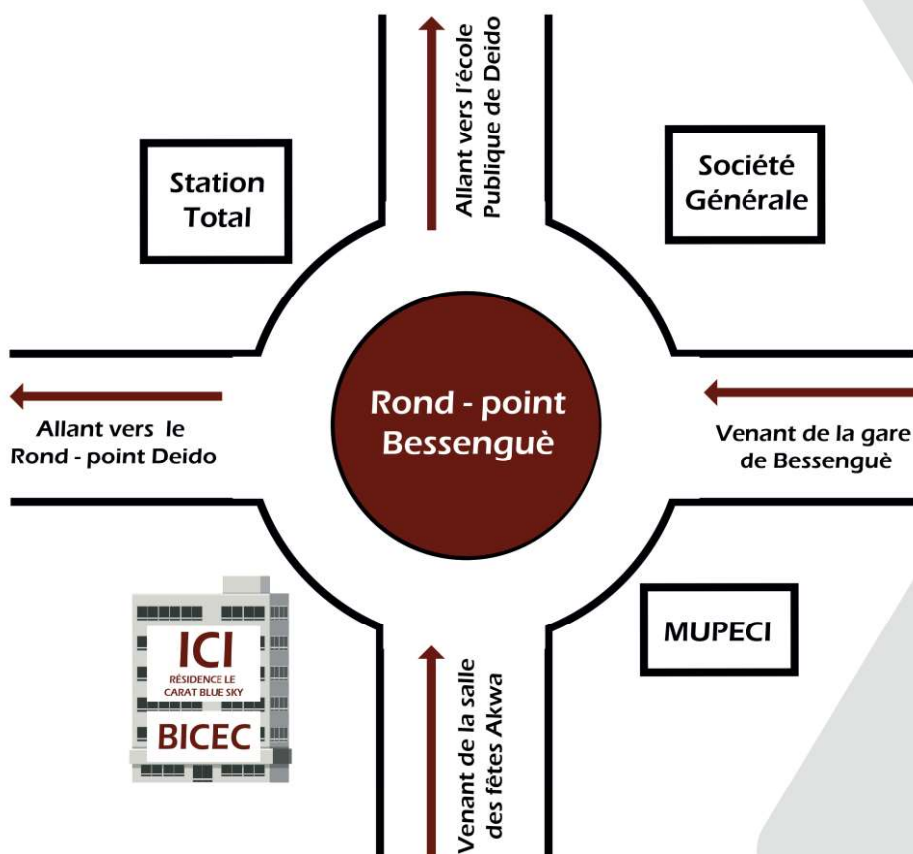 Allant vers l'école
Publique de Deido
Station
Total
Société
Générale
Rond - point
Bessenguè
Allant vers le
Rond - point Deido
Venant de la gare
de Bessenguè
ICI
RÉSIDENCE LE
CARAT BLUE SKY
BICEC
MUPECI
Venant de la salle
des fêtes Akwa